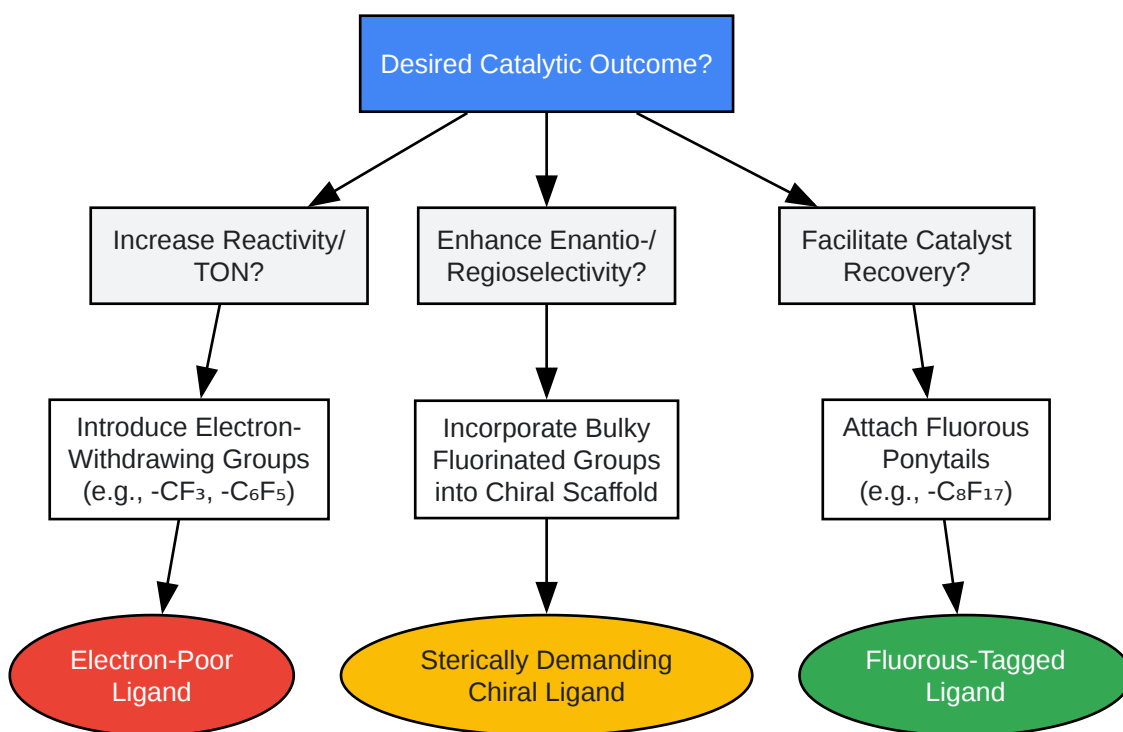 Desired Catalytic Outcome?
Increase Reactivity/
TON?
Enhance Enantio-/
Regioselectivity?
Facilitate Catalyst
Recovery?
Introduce Electron-
Withdrawing Groups
(e.g., -CF₃, -C₆F₅)
Incorporate Bulky
Fluorinated Groups
into Chiral Scaffold
Attach Fluorous
Ponytails
(e.g., -C₈F₁₇)
Electron-Poor
Ligand
Sterically Demanding
Chiral Ligand
Fluorous-Tagged
Ligand